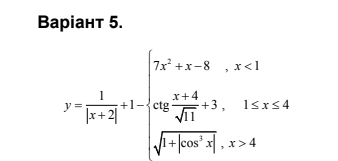 Варіант 5.
7x² + x − 8 , x < 1
y = 1/|x+2| + 1 − { ctg (x+4)/√11 + 3 , 1 ≤ x ≤ 4
√(1+|cos³ x|) , x > 4